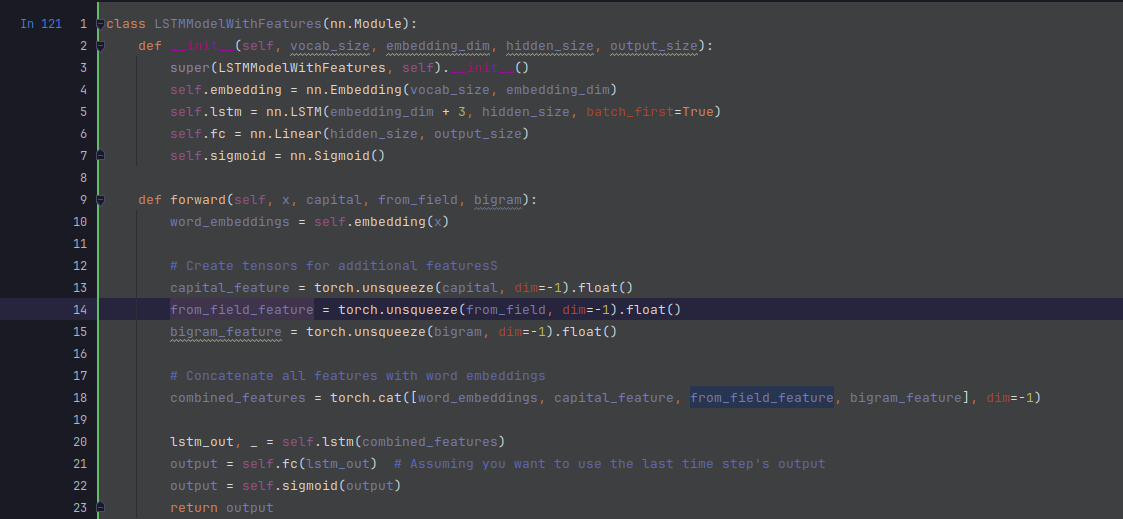 In 121 1 class LSTMModelWithFeatures(nn.Module):
2     def __init__(self, vocab_size, embedding_dim, hidden_size, output_size):
3         super(LSTMModelWithFeatures, self).__init__()
4         self.embedding = nn.Embedding(vocab_size, embedding_dim)
5         self.lstm = nn.LSTM(embedding_dim + 3, hidden_size, batch_first=True)
6         self.fc = nn.Linear(hidden_size, output_size)
7         self.sigmoid = nn.Sigmoid()
8
9     def forward(self, x, capital, from_field, bigram):
10         word_embeddings = self.embedding(x)
11
12         # Create tensors for additional featuresS
13         capital_feature = torch.unsqueeze(capital, dim=-1).float()
14         from_field_feature = torch.unsqueeze(from_field, dim=-1).float()
15         bigram_feature = torch.unsqueeze(bigram, dim=-1).float()
16
17         # Concatenate all features with word embeddings
18         combined_features = torch.cat([word_embeddings, capital_feature, from_field_feature, bigram_feature], dim=-1)
19
20         lstm_out, _ = self.lstm(combined_features)
21         output = self.fc(lstm_out)  # Assuming you want to use the last time step's output
22         output = self.sigmoid(output)
23         return output